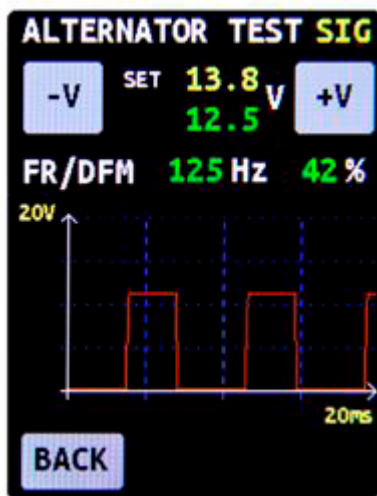 ALTERNATOR TEST SIG
-V SET 13.8 V +V
12.5
FR/DFM 125 Hz 42 %
20V
20ms
BACK